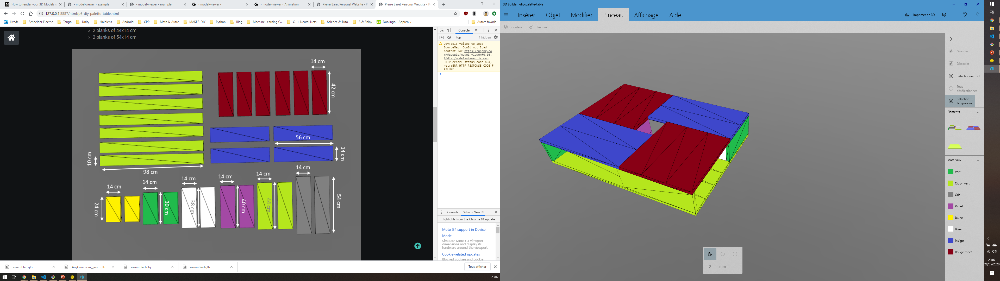 How to render your 3D Models o
<model-viewer> example
<model-viewer> example
<model-viewer>
<model-viewer> Animation
Pierre Baret Personal Website - P
Pierre Baret Personal Website - P
127.0.0.1:8887/html/p6-diy-palette-table.html
Live.fr
Schneider Electric
Tango
Unity
Hololens
Android
CPP
Math & Autre
MAKER-DIY
Python
Blog
Machine Learning C...
C++ Neural Nets
Science & Tuto
R & Shiny
Duolingo - Appren...
Autres favoris
2 planks of 44x14 cm
2 planks of 54x14 cm
14 cm
42 cm
56 cm
14 cm
10 cm
98 cm
14 cm
14 cm
14 cm
14 cm
14 cm
14 cm
24 cm
30 cm
38 cm
40 cm
44 cm
54 cm
Console
top
1 hidden
DevTools failed to load
SourceMap: Could not load
content for https://unpkg.co
m/@google/model-viewer@0.10.
0/dist/model-viewer.js.map:
HTTP error: status code 404,
net::ERR_HTTP_RESPONSE_CODE_F
AILURE
Console
What's New
Highlights from the Chrome 81 update
Moto G4 support in Device
Mode
Simulate Moto G4 viewport
dimensions and display its
hardware around the viewport.
Cookie-related updates
Blocked cookies and cookie
assembled.glb
AnyConv.com__ass....glb
assembled.obj
assembled.glb
Tout afficher
23:07
3D Builder -diy-palette-table
Insérer
Objet
Modifier
Pinceau
Affichage
Aide
Imprimer en 3D
Couleur
Texture
Grouper
Dissocier
Sélectionner tout
Tout
désélectionner
Sélection
temporaire
Éléments
Matériaux
Vert
Citron vert
Gris
Violet
Jaune
Blanc
Indigo
Rouge foncé
2 mm
23:07
28/05/2020